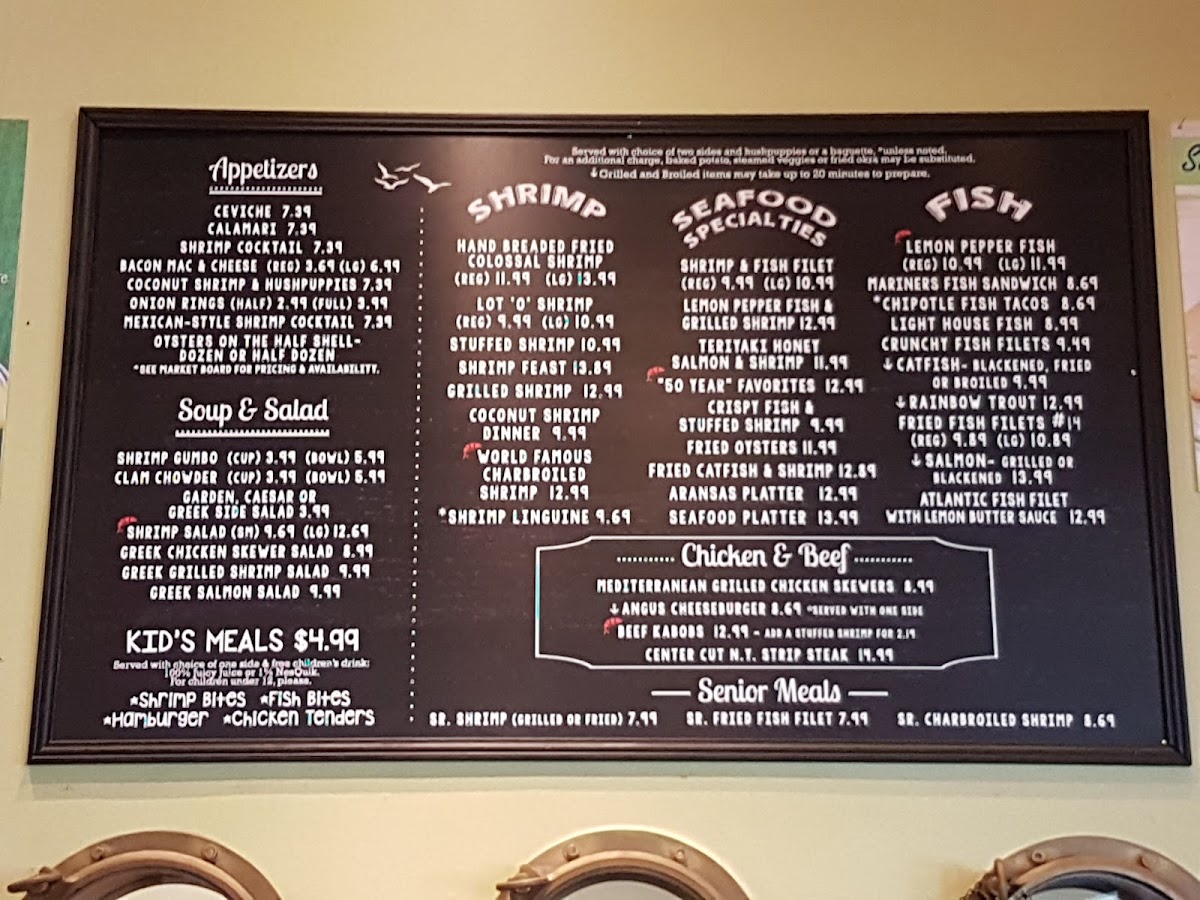 Appetizers
CEVICHE 7.39
CALAMARI 7.39
SHRIMP COCKTAIL 7.39
BACON MAC & CHEESE (REG) 3.69 (LG) 6.99
COCONUT SHRIMP & HUSHPUPPIES 7.39
ONION RINGS (HALF) 2.99 (FULL) 3.99
MEXICAN-STYLE SHRIMP COCKTAIL 7.39
OYSTERS ON THE HALF SHELL-
DOZEN OR HALF DOZEN
*SEE MARKET BOARD FOR PRICING & AVAILABILITY.
Soup & Salad
SHRIMP GUMBO (CUP) 3.99 (BOWL) 5.99
CLAM CHOWDER (CUP) 3.99 (BOWL) 5.99
GARDEN, CAESAR OR
GREEK SIDE SALAD 3.99
*SHRIMP SALAD (SM) 9.69 (LG) 12.69
GREEK CHICKEN SKEWER SALAD 8.99
GREEK GRILLED SHRIMP SALAD 9.99
GREEK SALMON SALAD 9.99
KID'S MEALS $4.99
Served with choice of one side & free children's drink:
100% Juicy Juice or 1% NesQuik.
For children under 12, please.
*Shrimp Bites *Fish Bites
*Hamburger *Chicken Tenders
Served with choice of two sides and hushpuppies or a baguette, *unless noted.
For an additional charge, baked potato, steamed veggies or fried okra may be substituted.
↓Grilled and Broiled items may take up to 20 minutes to prepare.
SHRIMP
HAND BREADED FRIED
COLOSSAL SHRIMP
(REG) 11.99 (LG) 13.99
LOT 'O' SHRIMP
(REG) 9.99 (LG) 10.99
STUFFED SHRIMP 10.99
SHRIMP FEAST 13.89
GRILLED SHRIMP 12.99
COCONUT SHRIMP
DINNER 9.99
WORLD FAMOUS
CHARBROILED
SHRIMP 12.99
*SHRIMP LINGUINE 9.69
SEAFOOD
SPECIALTIES
SHRIMP & FISH FILET
(REG) 9.99 (LG) 10.99
LEMON PEPPER FISH &
GRILLED SHRIMP 12.99
TERIYAKI HONEY
SALMON & SHRIMP 11.99
"50 YEAR" FAVORITES 12.99
CRISPY FISH &
STUFFED SHRIMP 9.99
FRIED OYSTERS 11.99
FRIED CATFISH & SHRIMP 12.89
ARANSAS PLATTER 12.99
SEAFOOD PLATTER 13.99
FISH
LEMON PEPPER FISH
(REG) 10.99 (LG) 11.99
MARINERS FISH SANDWICH 8.69
*CHIPOTLE FISH TACOS 8.69
LIGHT HOUSE FISH 8.99
CRUNCHY FISH FILETS 9.99
↓CATFISH- BLACKENED, FRIED
OR BROILED 9.99
↓RAINBOW TROUT 12.99
FRIED FISH FILETS #14
(REG) 9.89 (LG) 10.89
↓SALMON- GRILLED OR
BLACKENED 13.99
ATLANTIC FISH FILET
WITH LEMON BUTTER SAUCE 12.99
Chicken & Beef
MEDITERRANEAN GRILLED CHICKEN SKEWERS 8.99
↓ANGUS CHEESEBURGER 8.69 *SERVED WITH ONE SIDE
BEEF KABOBS 12.99 - ADD A STUFFED SHRIMP FOR 2.19
CENTER CUT N.Y. STRIP STEAK 14.99
Senior Meals
SR. SHRIMP (GRILLED OR FRIED) 7.99 SR. FRIED FISH FILET 7.99 SR. CHARBROILED SHRIMP 8.69